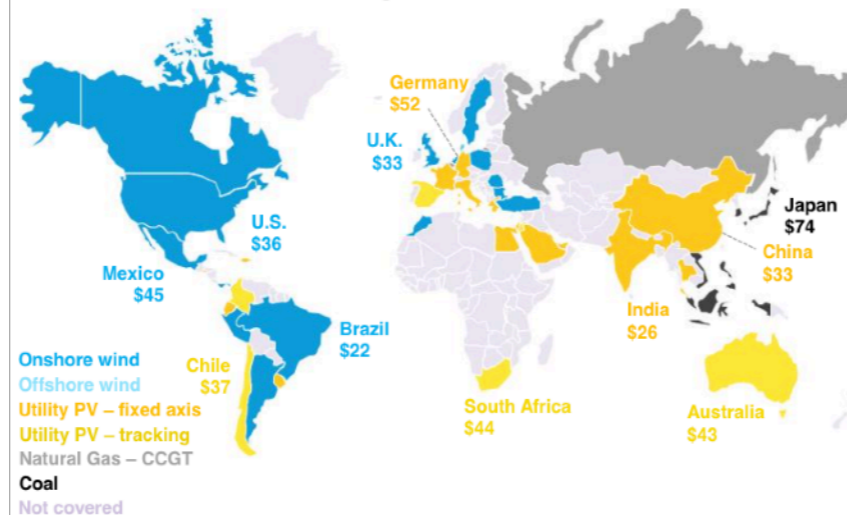 Germany
$52
U.K.
$33
Japan
$74
U.S.
$36
China
$33
Mexico
$45
India
$26
Brazil
$22
Chile
$37
South Africa
$44
Australia
$43
Onshore wind
Offshore wind
Utility PV – fixed axis
Utility PV – tracking
Natural Gas – CCGT
Coal
Not covered